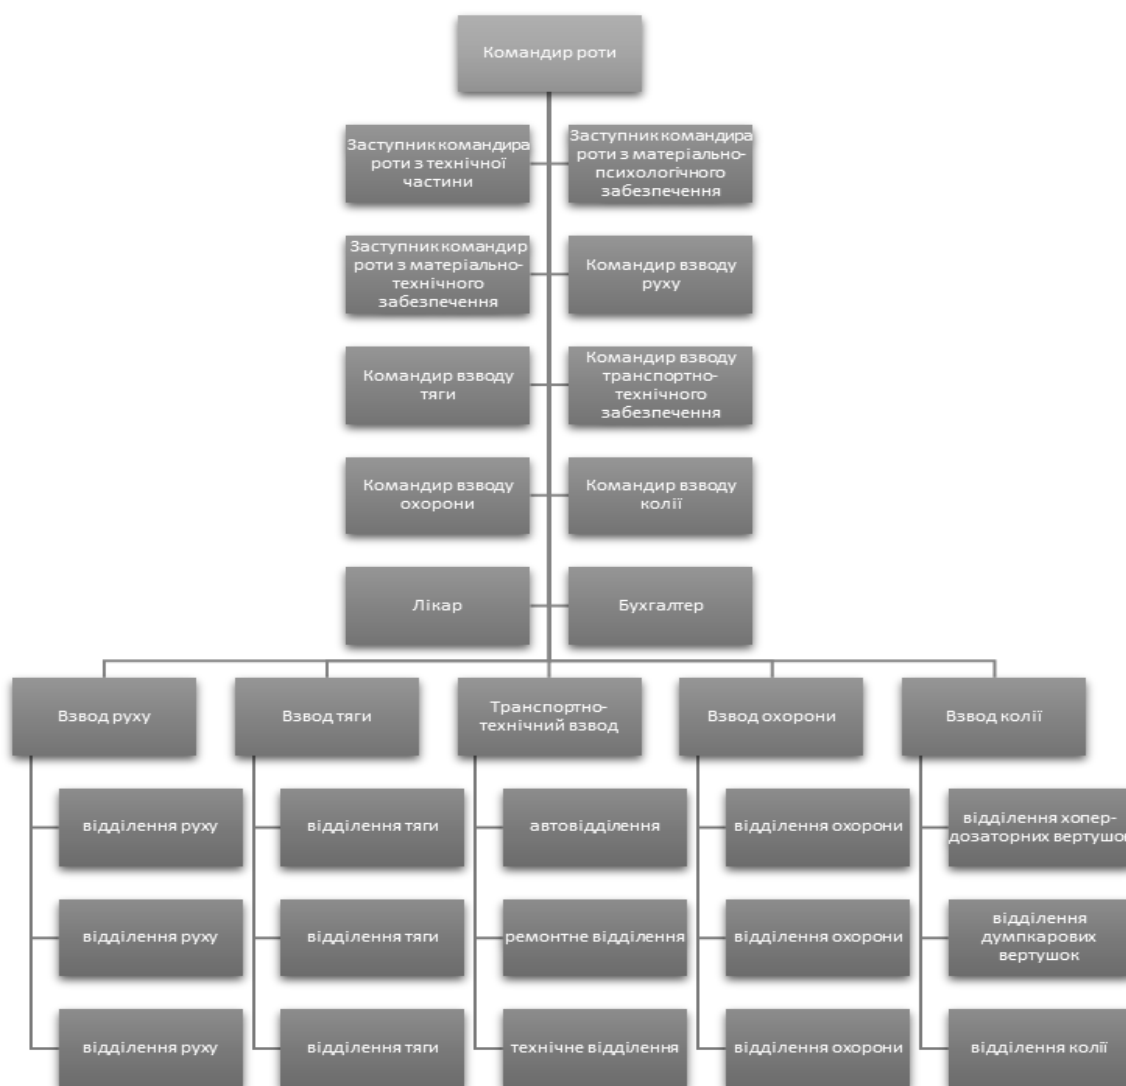 Командир роти
Заступник командира
роти з технічної
частини
Заступник командира
роти з матеріально-
психологічного
забезпечення
Заступник командир
роти з матеріально-
технічного
забезпечення
Командир взводу
руху
Командир взводу
тяги
Командир взводу
транспортно-
технічного
забезпечення
Командир взводу
охорони
Командир взводу
колії
Лікар
Бухгалтер
Взвод руху
Взвод тяги
Транспортно-
технічний взвод
Взвод охорони
Взвод колії
відділення руху
відділення тяги
автовідділення
відділення охорони
відділення хопер-
дозаторних вертушок
відділення руху
відділення тяги
ремонтне відділення
відділення охорони
відділення
думпкарових
вертушок
відділення руху
відділення тяги
технічне відділення
відділення охорони
відділення колії